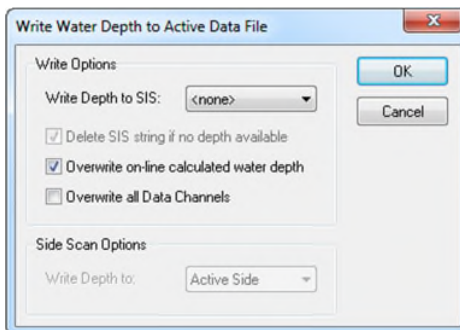 Write Water Depth to Active Data File
Write Options
Write Depth to SIS: <none>
Delete SIS string if no depth available
Overwrite on-line calculated water depth
Overwrite all Data Channels
Side Scan Options
Write Depth to: Active Side
OK
Cancel